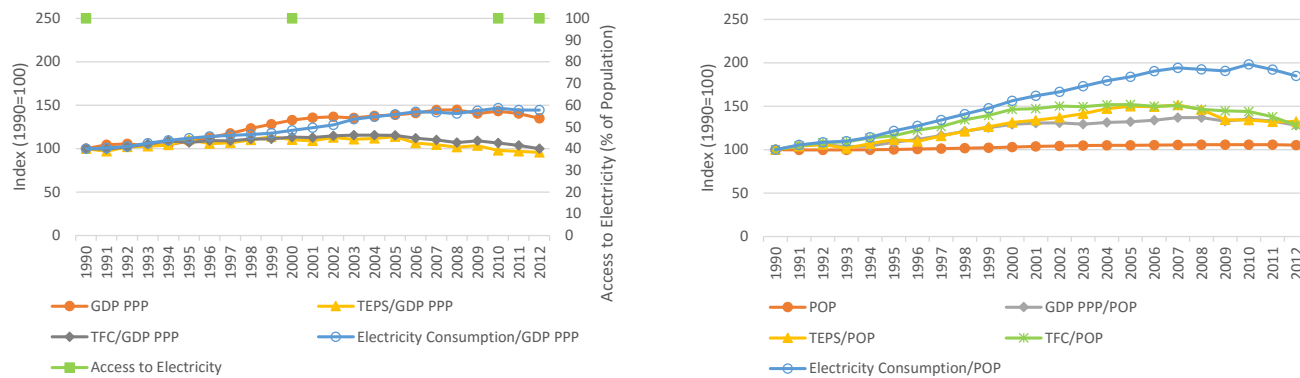 250
200
150
100
50
0
Index (1990=100)
100
90
80
70
60
50
40
30
20
10
0
Access to Electricity (% of Population)
1990 1991 1992 1993 1994 1995 1996 1997 1998 1999 2000 2001 2002 2003 2004 2005 2006 2007 2008 2009 2010 2011 2012
GDP PPP TEPS/GDP PPP
TFC/GDP PPP Electricity Consumption/GDP PPP
Access to Electricity
250
200
150
100
50
0
Index (1990=100)
1990 1991 1992 1993 1994 1995 1996 1997 1998 1999 2000 2001 2002 2003 2004 2005 2006 2007 2008 2009 2010 2011 2012
POP GDP PPP/POP
TEPS/POP TFC/POP
Electricity Consumption/POP